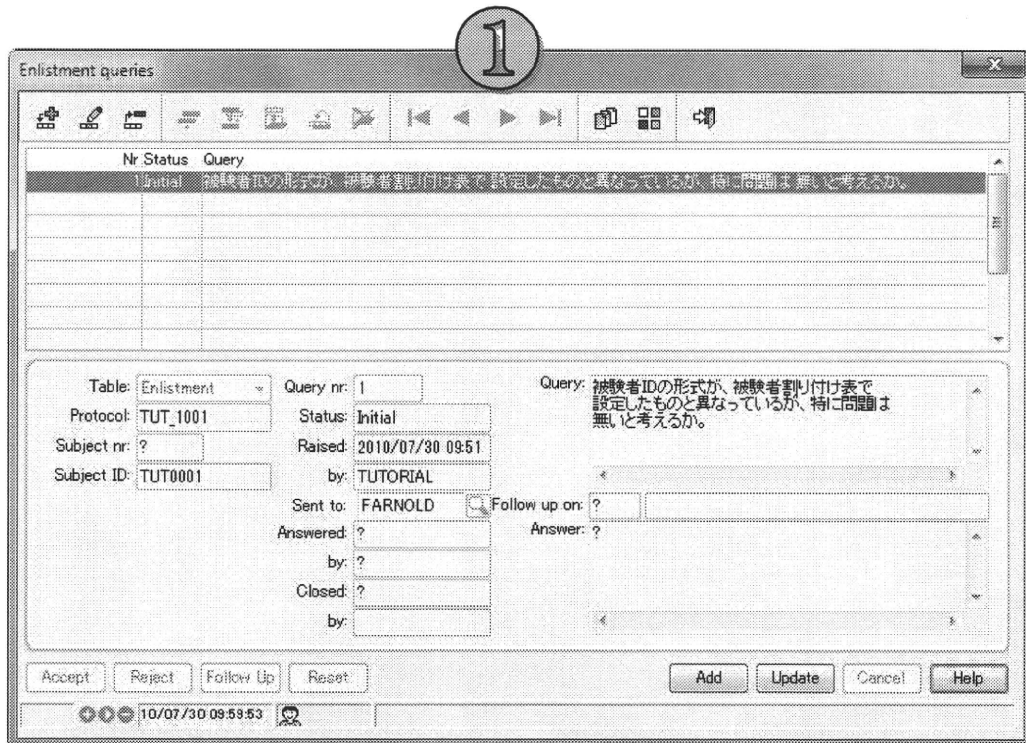 1
Enlistment queries
Nr Status Query
1 Initial 被験者IDの形式が、被験者割り付け表で設定したものと異なっているが、特に問題は無いと考えるか。
Table: Enlistment Query nr: 1 Query: 被験者IDの形式が、被験者割り付け表で
設定したものと異なっているが、特に問題は
無いと考えるか。
Protocol: TUT_1001 Status: Initial
Subject nr: ? Raised: 2010/07/30 09:51
Subject ID: TUT0001 by: TUTORIAL
Sent to: FARNOLD Follow up on: ?
Answered: ? Answer: ?
by: ?
Closed: ?
by:
Accept Reject Follow Up Reset Add Update Cancel Help
10/07/30 09:59:53